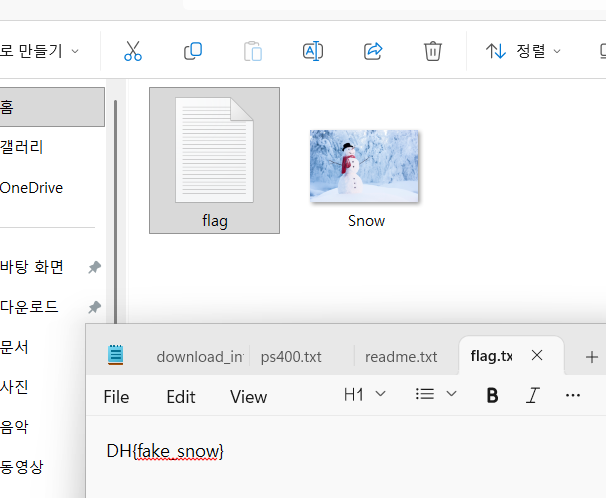 로 만들기
정렬
홈
갤러리
OneDrive
바탕 화면
다운로드
문서
사진
음악
동영상
flag
Snow
download_in
ps400.txt
readme.txt
flag.tx
File
Edit
View
H1
B
I
DH{fake_snow}